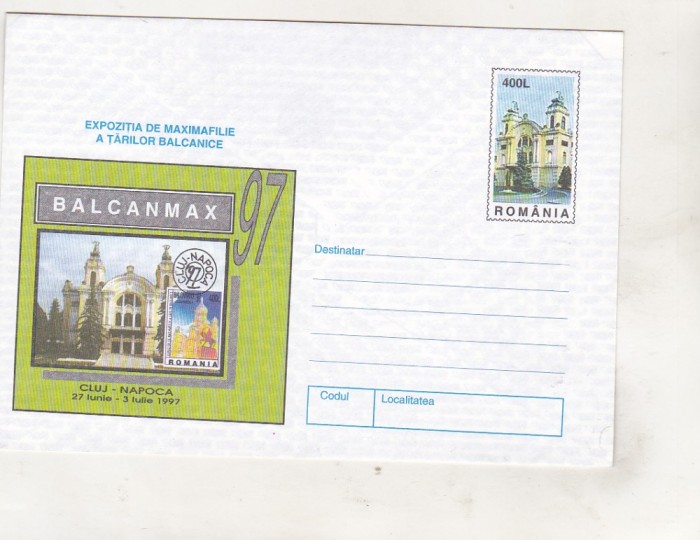 400L
ROMÂNIA
EXPOZIȚIA DE MAXIMAFILIE
A ȚĂRILOR BALCANICE
BALCANMAX
97
CLUJ-NAPOCA
97
400
ROMANIA
CLUJ - NAPOCA
27 Iunie - 3 Iulie 1997
Destinatar
Codul
Localitatea